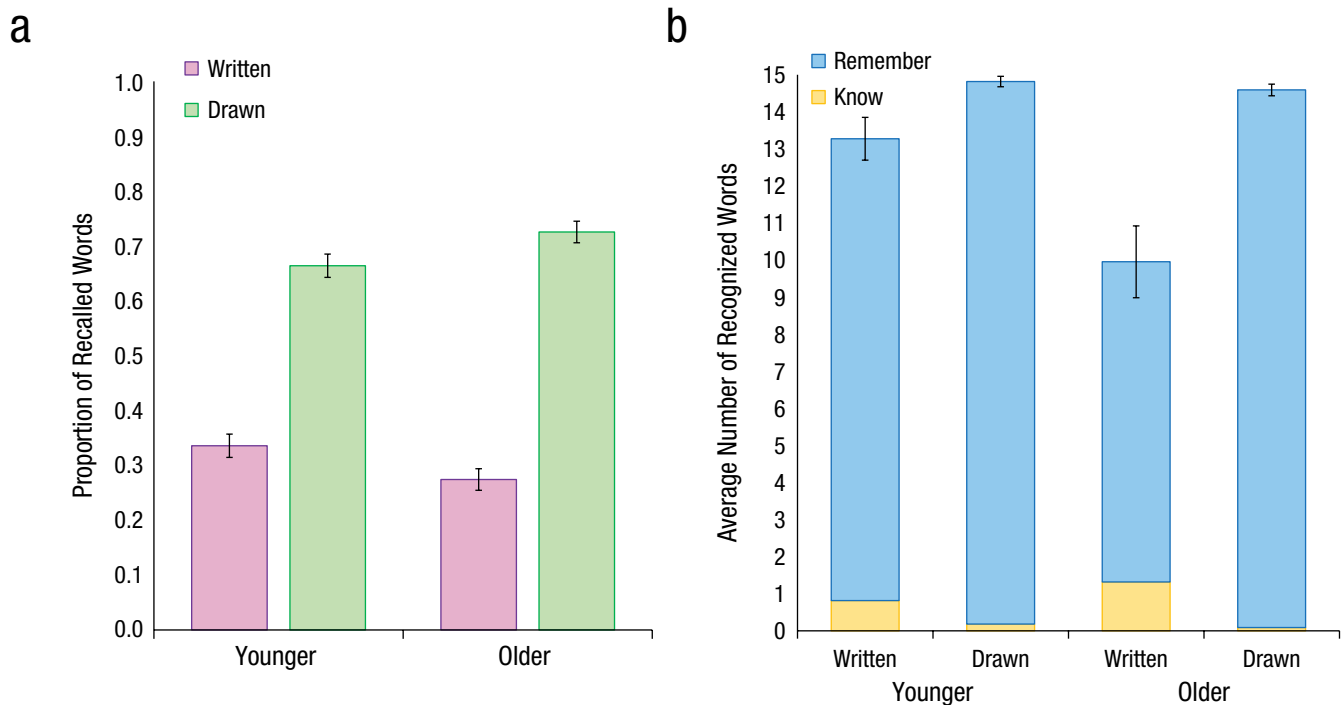 a
Written
Drawn
Proportion of Recalled Words
1.0
0.9
0.8
0.7
0.6
0.5
0.4
0.3
0.2
0.1
0.0
Younger
Older
b
Remember
Know
Average Number of Recognized Words
15
14
13
12
11
10
9
8
7
6
5
4
3
2
1
0
Written
Drawn
Written
Drawn
Younger
Older